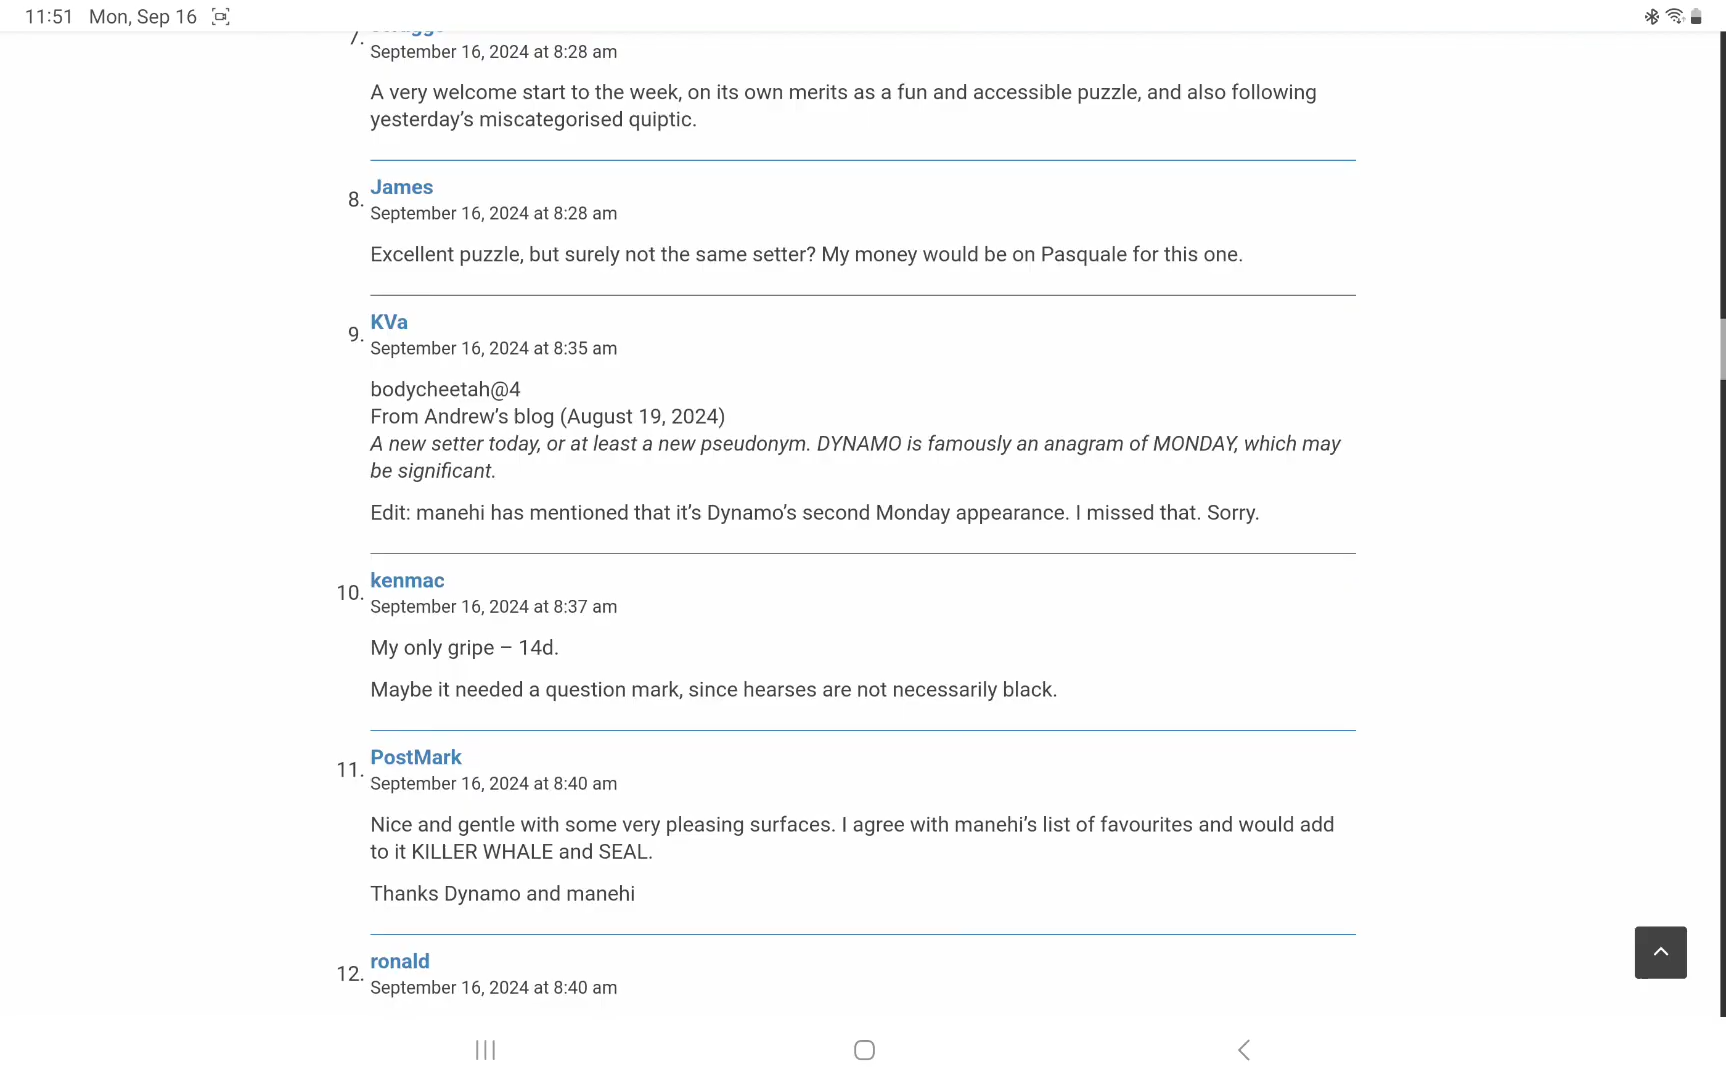 11:51 Mon, Sep 16
7.
September 16, 2024 at 8:28 am
A very welcome start to the week, on its own merits as a fun and accessible puzzle, and also following
yesterday’s miscategorised quiptic.
8. James
September 16, 2024 at 8:28 am
Excellent puzzle, but surely not the same setter? My money would be on Pasquale for this one.
9. KVa
September 16, 2024 at 8:35 am
bodycheetah@4
From Andrew’s blog (August 19, 2024)
A new setter today, or at least a new pseudonym. DYNAMO is famously an anagram of MONDAY, which may
be significant.
Edit: manehi has mentioned that it’s Dynamo’s second Monday appearance. I missed that. Sorry.
10. kenmac
September 16, 2024 at 8:37 am
My only gripe – 14d.
Maybe it needed a question mark, since hearses are not necessarily black.
11. PostMark
September 16, 2024 at 8:40 am
Nice and gentle with some very pleasing surfaces. I agree with manehi’s list of favourites and would add
to it KILLER WHALE and SEAL.
Thanks Dynamo and manehi
12. ronald
September 16, 2024 at 8:40 am